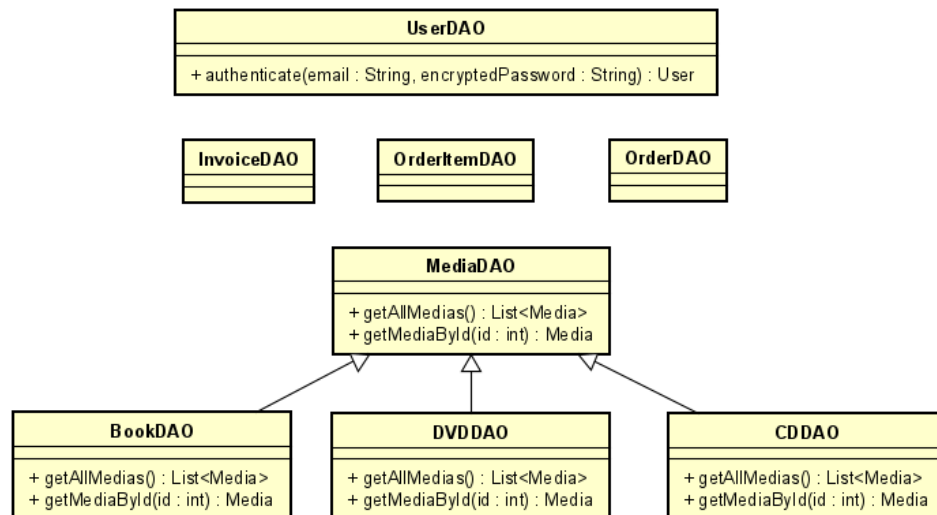 UserDAO
+ authenticate(email : String, encryptedPassword : String) : User
InvoiceDAO
OrderItemDAO
OrderDAO
MediaDAO
+ getAllMedias() : List<Media>
+ getMediaById(id : int) : Media
BookDAO
+ getAllMedias() : List<Media>
+ getMediaById(id : int) : Media
DVDDAO
+ getAllMedias() : List<Media>
+ getMediaById(id : int) : Media
CDDAO
+ getAllMedias() : List<Media>
+ getMediaById(id : int) : Media